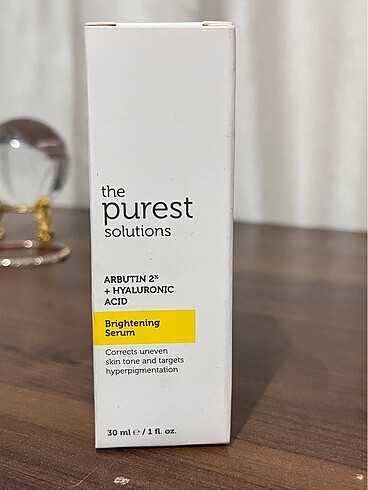 the
purest
solutions
ARBUTIN 2%
+ HYALURONIC
ACID
Brightening
Serum
Corrects uneven
skin tone and targets
hyperpigmentation
30 ml ℮ / 1 fl. oz.